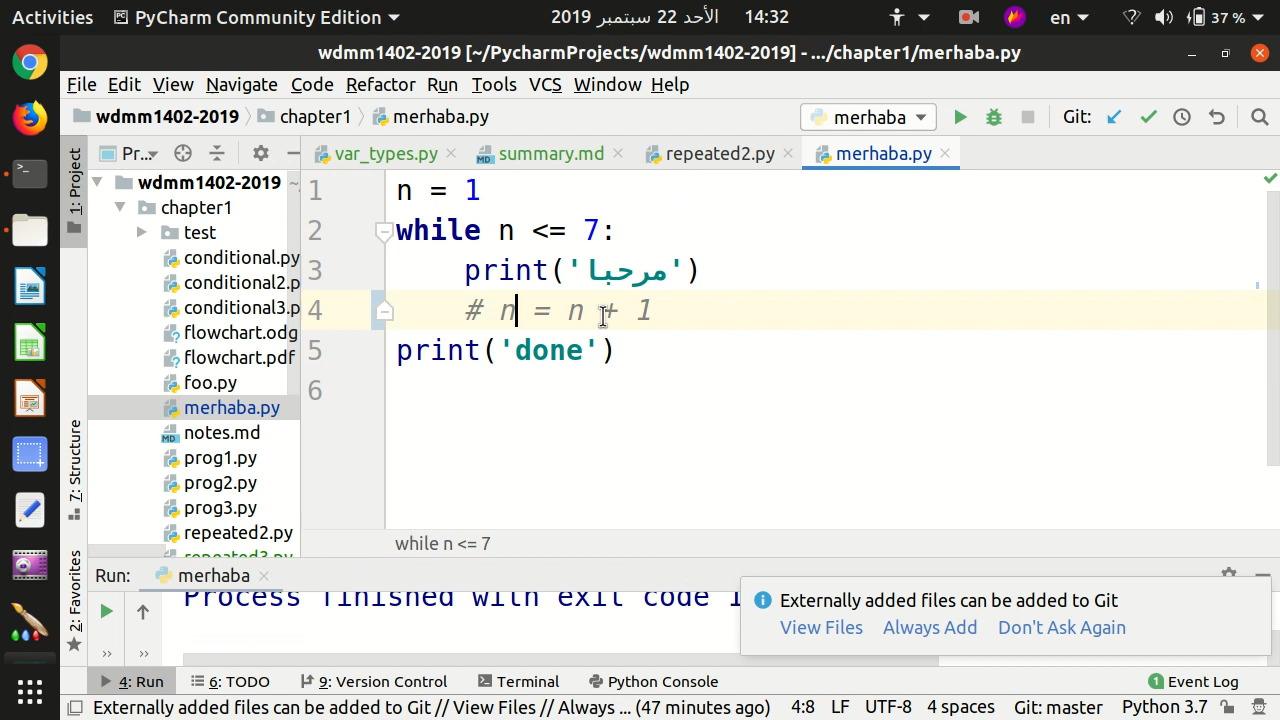 Activities PyCharm Community Edition الأحد 22 سبتمبر 2019 14:32 en 37 %
wdmm1402-2019 [~/PycharmProjects/wdmm1402-2019] - .../chapter1/merhaba.py
File Edit View Navigate Code Refactor Run Tools VCS Window Help
wdmm1402-2019 chapter1 merhaba.py merhaba Git:
1: Project
Pr... var_types.py summary.md repeated2.py merhaba.py
wdmm1402-2019 ~
chapter1
test
conditional.py
conditional2.p
conditional3.p
flowchart.odg
flowchart.pdf
foo.py
merhaba.py
notes.md
prog1.py
prog2.py
prog3.py
repeated2.py
repeated3.py
1 n = 1
2 while n <= 7:
3 print('مرحبا')
4 # n = n + 1
5 print('done')
6
while n <= 7
7: Structure
2: Favorites
Run: merhaba
Process finished with exit code
Externally added files can be added to Git
View Files Always Add Don't Ask Again
4: Run 6: TODO 9: Version Control Terminal Python Console 1 Event Log
Externally added files can be added to Git // View Files // Always ... (47 minutes ago) 4:8 LF UTF-8 4 spaces Git: master Python 3.7